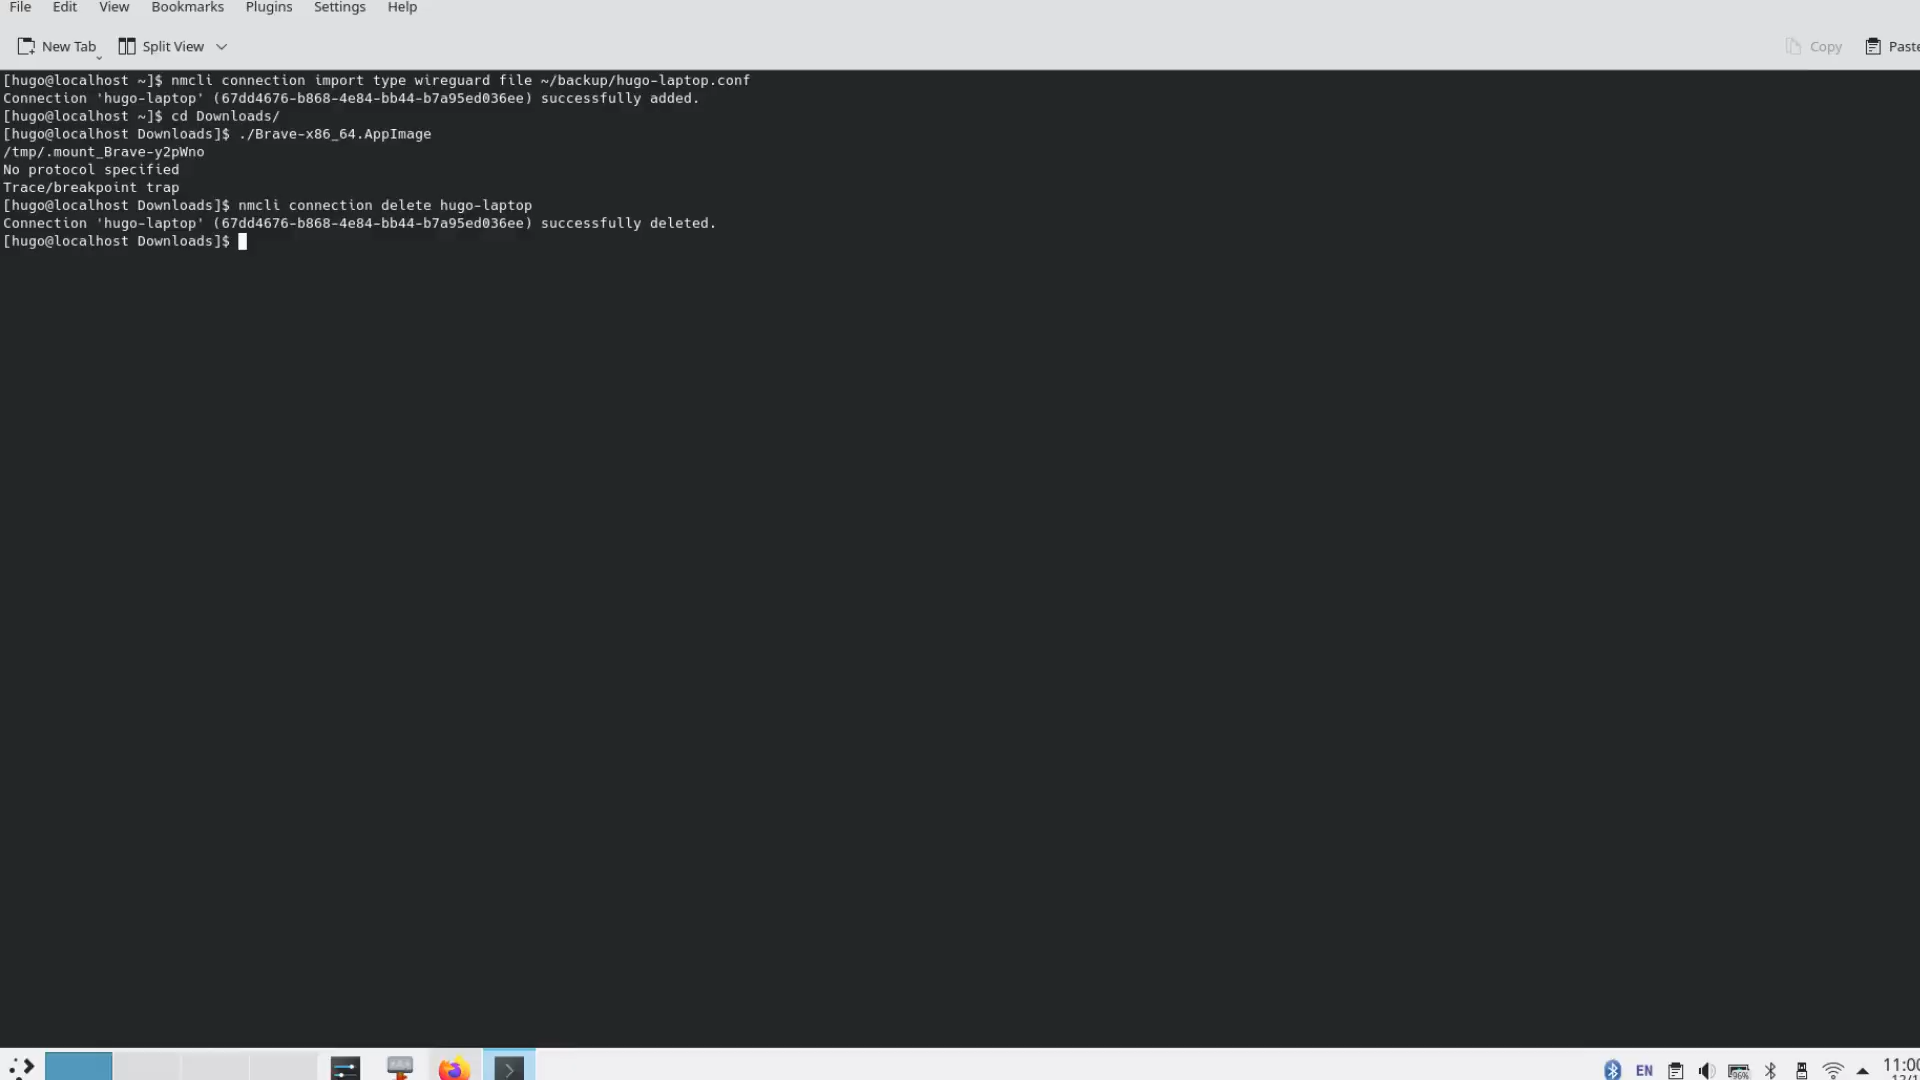 File Edit View Bookmarks Plugins Settings Help
New Tab Split View Copy Paste
[hugo@localhost ~]$ nmcli connection import type wireguard file ~/backup/hugo-laptop.conf
Connection 'hugo-laptop' (67dd4676-b868-4e84-bb44-b7a95ed036ee) successfully added.
[hugo@localhost ~]$ cd Downloads/
[hugo@localhost Downloads]$ ./Brave-x86_64.AppImage
/tmp/.mount_Brave-y2pWno
No protocol specified
Trace/breakpoint trap
[hugo@localhost Downloads]$ nmcli connection delete hugo-laptop
Connection 'hugo-laptop' (67dd4676-b868-4e84-bb44-b7a95ed036ee) successfully deleted.
[hugo@localhost Downloads]$
EN 96% 11:00